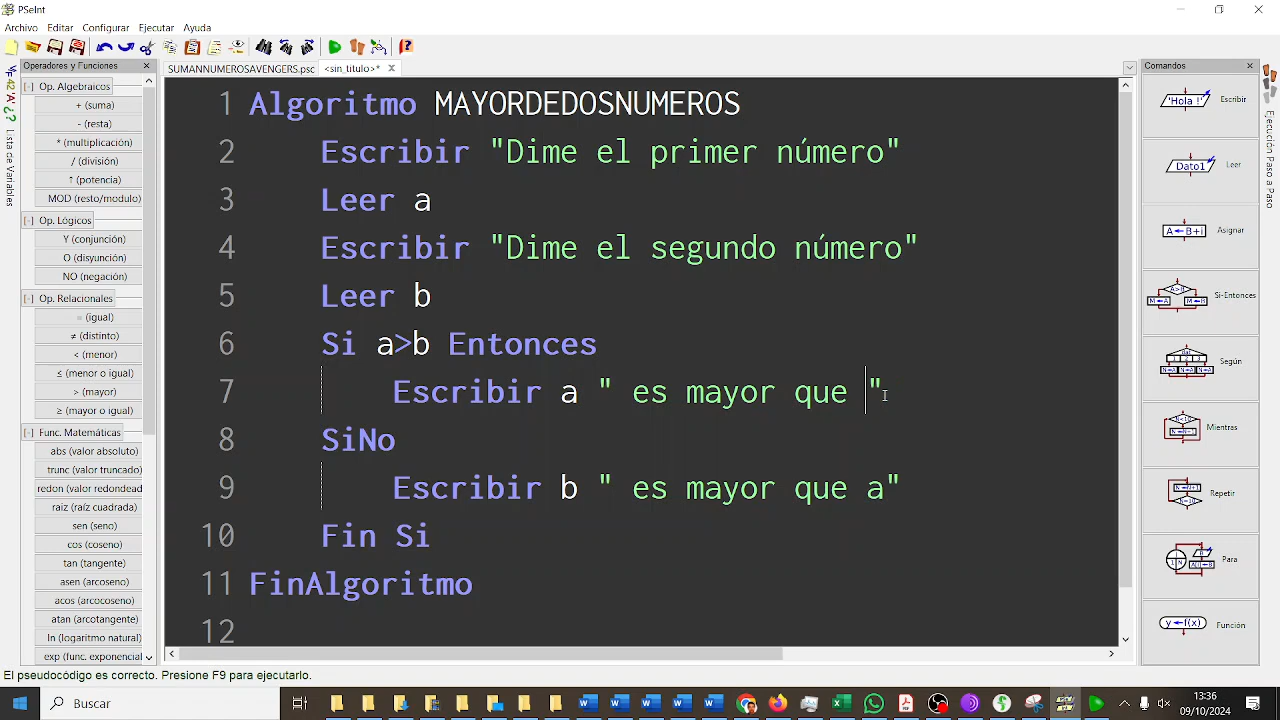 PSeInt
Archivo Editar Configurar Ejecutar Ayuda
Operadores y Funciones
SUMANNUMEROSAVENGERS.psc
<sin_titulo>*
Comandos
Lista de Variables
Op. Algebraicos
+ (suma)
- (resta)
* (multiplicación)
/ (división)
↑ (potencia)
MOD (resto/modulo)
Op. Lógicos
Y (conjunción)
O (disyunción)
NO (negación)
Op. Relacionales
= (igual)
≠ (distinto)
< (menor)
≤ (menor o igual)
> (mayor)
≥ (mayor o igual)
Func. Matemáticas
abs (valor absoluto)
trunc (valor truncado)
redon (valor redondead
raiz (raíz cuadrada)
sen (seno)
cos (coseno)
tan (tangente)
asen (arcoseno)
acos (arcocoseno)
atan (arcotangente)
ln (logaritmo natural)
exp (func. exponencial
1 Algoritmo MAYORDEDOSNUMEROS
2 Escribir "Dime el primer número"
3 Leer a
4 Escribir "Dime el segundo número"
5 Leer b
6 Si a>b Entonces
7 Escribir a " es mayor que "
8 SiNo
9 Escribir b " es mayor que a"
10 Fin Si
11 FinAlgoritmo
12
'Hola !' Escribir
Dato1 Leer
A←B+i Asignar
Si-Entonces
Según
Mientras
Repetir
Para
y←f(x) Función
Ejecución Paso a Paso
El pseudocódigo es correcto. Presione F9 para ejecutarlo.
Buscar
13:36
09/10/2024